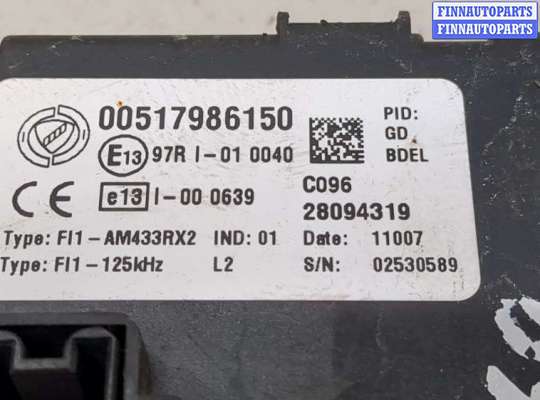 FINNAUTOPARTS
FINNAUTOPARTS
00517986150
PID:
GD
BDEL
E13 97R I-01 0040
e13 I-00 0639
CE
C096
28094319
Type: FI1-AM433RX2 IND: 01 Date: 11007
Type: FI1-125kHz L2 S/N: 02530589